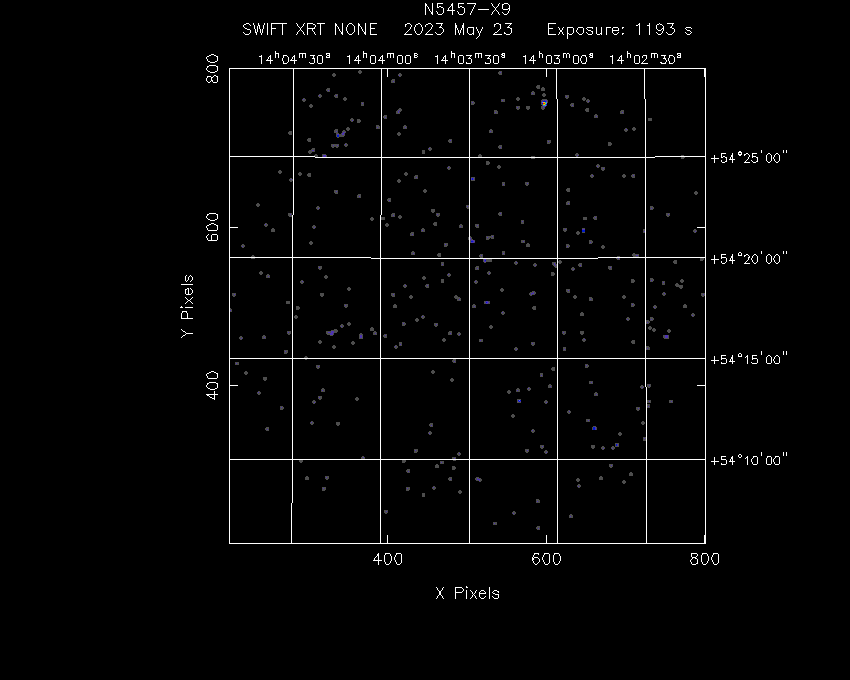 N5457-X9
SWIFT XRT NONE 2023 May 23 Exposure: 1193 s
14ʰ04ᵐ30ˢ 14ʰ04ᵐ00ˢ 14ʰ03ᵐ30ˢ 14ʰ03ᵐ00ˢ 14ʰ02ᵐ30ˢ
800
+54°25'00"
600
+54°20'00"
Y Pixels
+54°15'00"
400
+54°10'00"
400 600 800
X Pixels